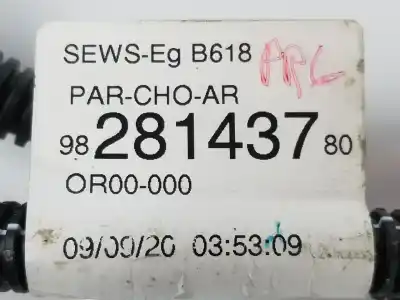 SEWS-Eg B618
PAR-CHO-AR
98 281437 80
OR00-000
09/09/20 03:53:09